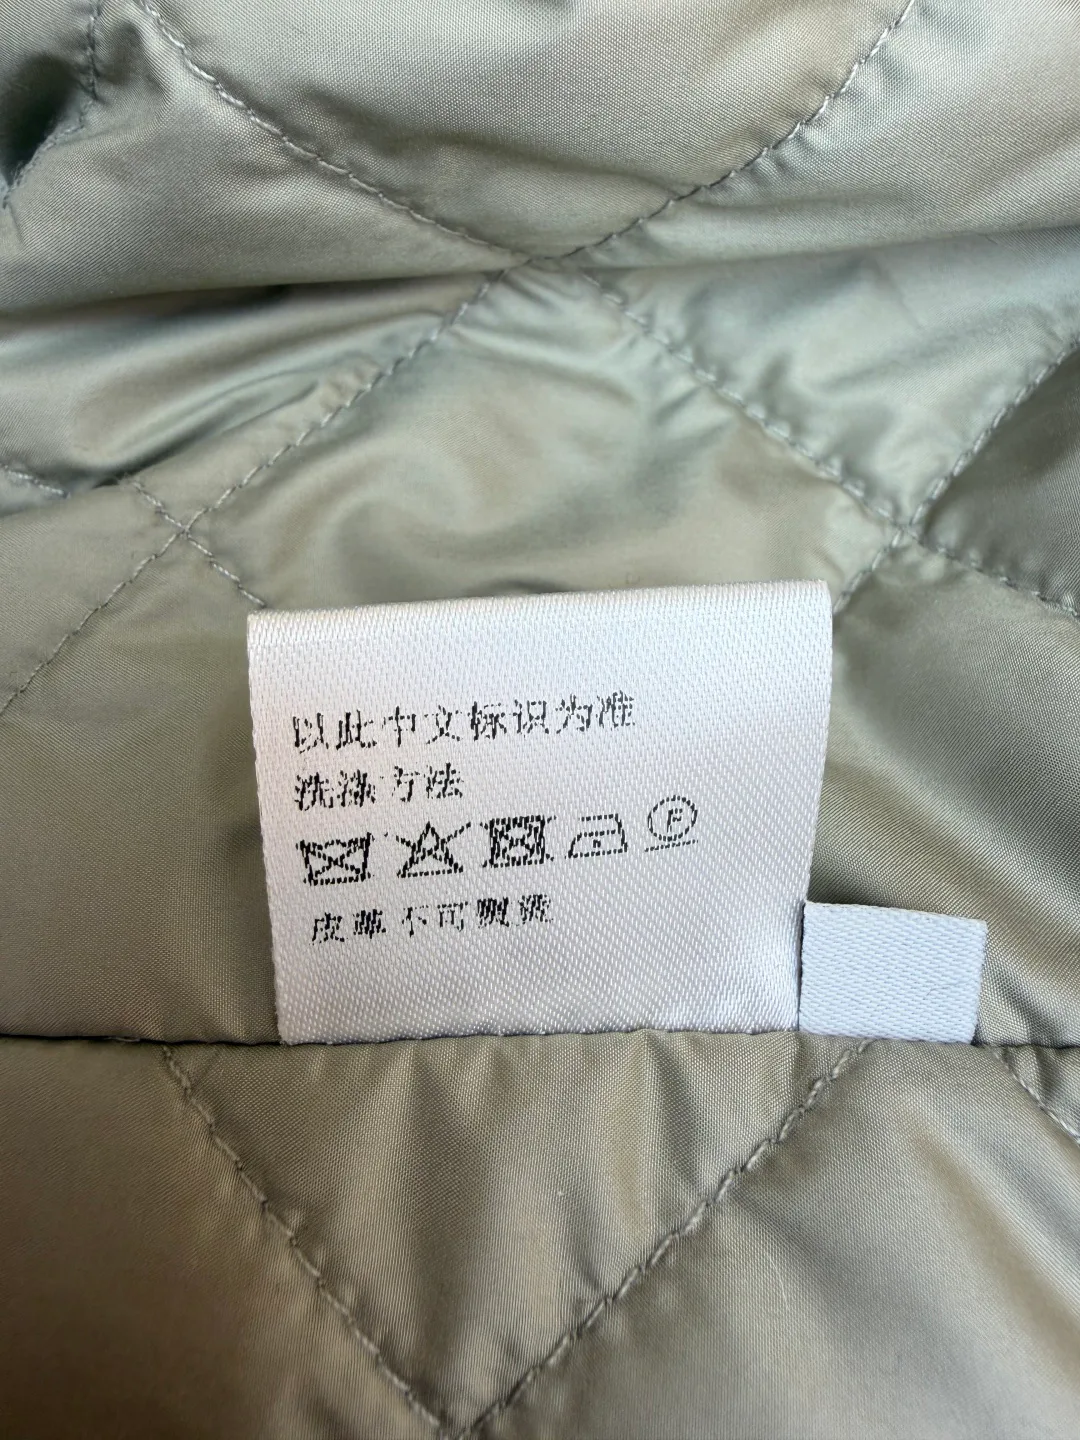 以此中文标识为准
洗涤方法
F
皮革不可熨烫